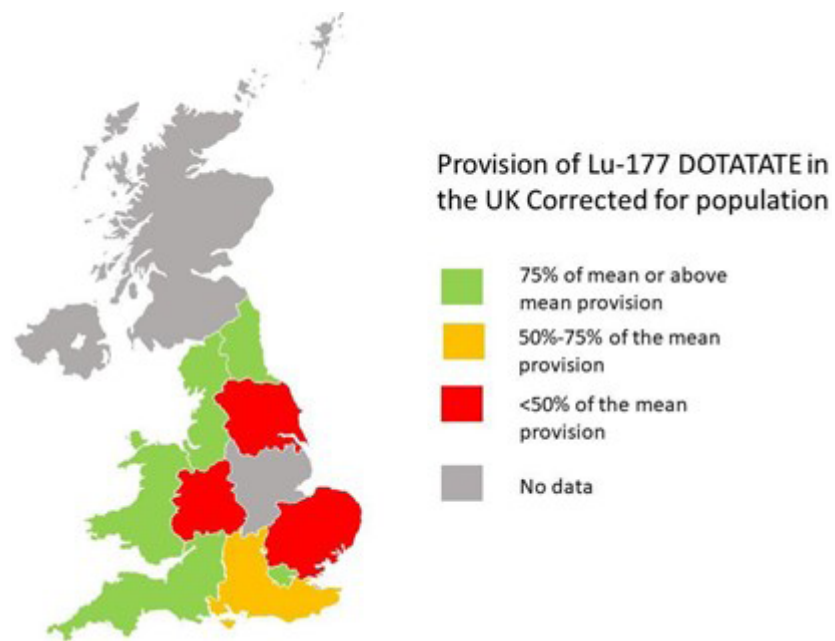 Provision of Lu-177 DOTATATE in
the UK Corrected for population
75% of mean or above
mean provision
50%-75% of the mean
provision
<50% of the mean
provision
No data